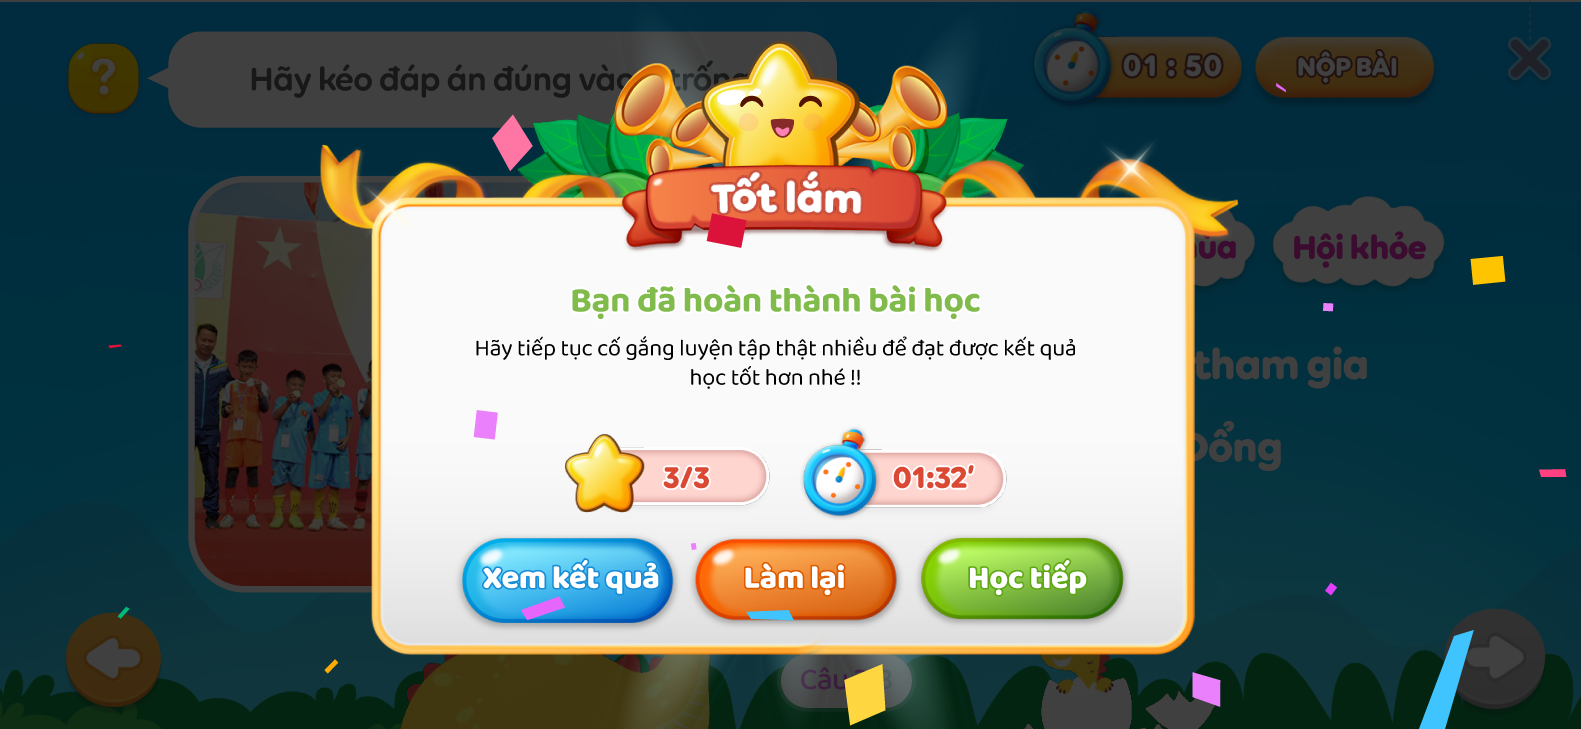 ?
Hãy kéo đáp án đúng vào trống
01 : 50
NỘP BÀI
Tốt lắm
Hội khỏe
Bạn đã hoàn thành bài học
Hãy tiếp tục cố gắng luyện tập thật nhiều để đạt được kết quả
học tốt hơn nhé !!
tham gia
3/3
01:32'
Xem kết quả
Làm lại
Học tiếp
Câu